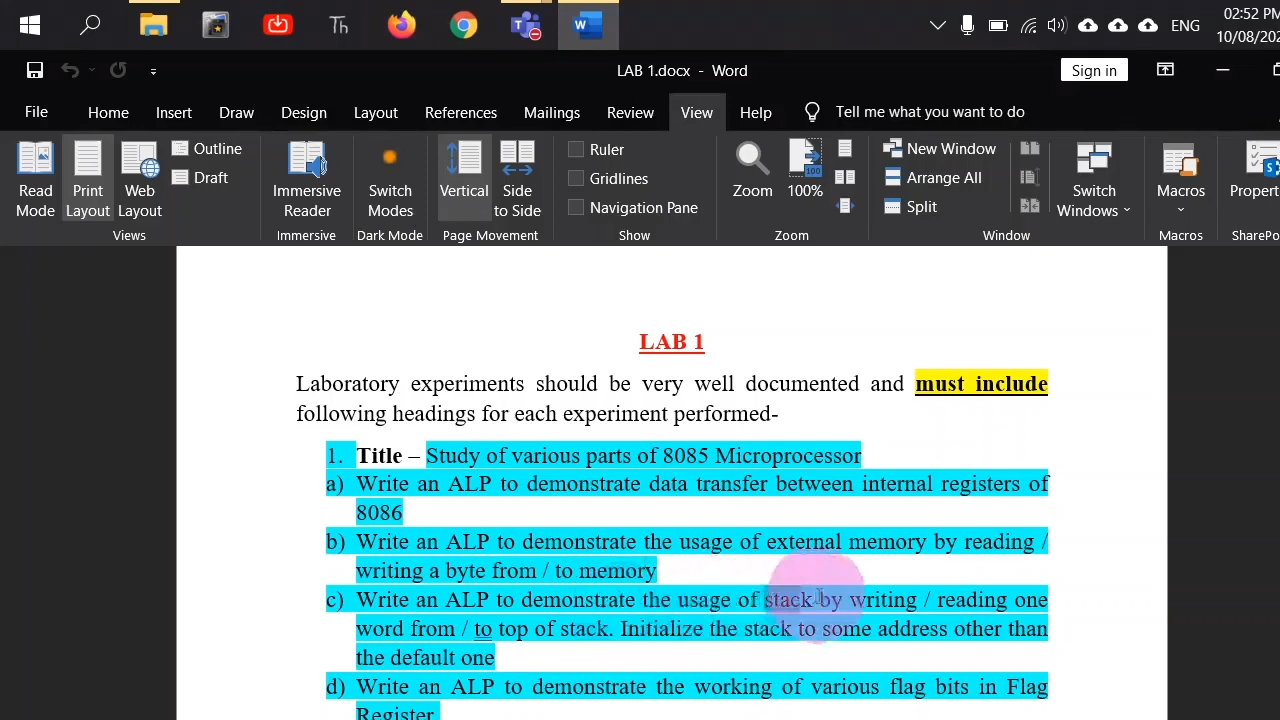 Th
ENG
02:52 PM
10/08/202
LAB 1.docx - Word
Sign in
File Home Insert Draw Design Layout References Mailings Review View Help Tell me what you want to do
Read Mode
Print Layout
Web Layout
Outline
Draft
Views
Immersive Reader
Immersive
Switch Modes
Dark Mode
Vertical
Side to Side
Page Movement
Ruler
Gridlines
Navigation Pane
Show
Zoom
100
100%
Zoom
New Window
Arrange All
Split
Switch Windows
Window
Macros
Macros
Propert
SharePo
LAB 1
Laboratory experiments should be very well documented and must include
following headings for each experiment performed-
1. Title – Study of various parts of 8085 Microprocessor
a) Write an ALP to demonstrate data transfer between internal registers of
8086
b) Write an ALP to demonstrate the usage of external memory by reading /
writing a byte from / to memory
c) Write an ALP to demonstrate the usage of stack by writing / reading one
word from / to top of stack. Initialize the stack to some address other than
the default one
d) Write an ALP to demonstrate the working of various flag bits in Flag
Register